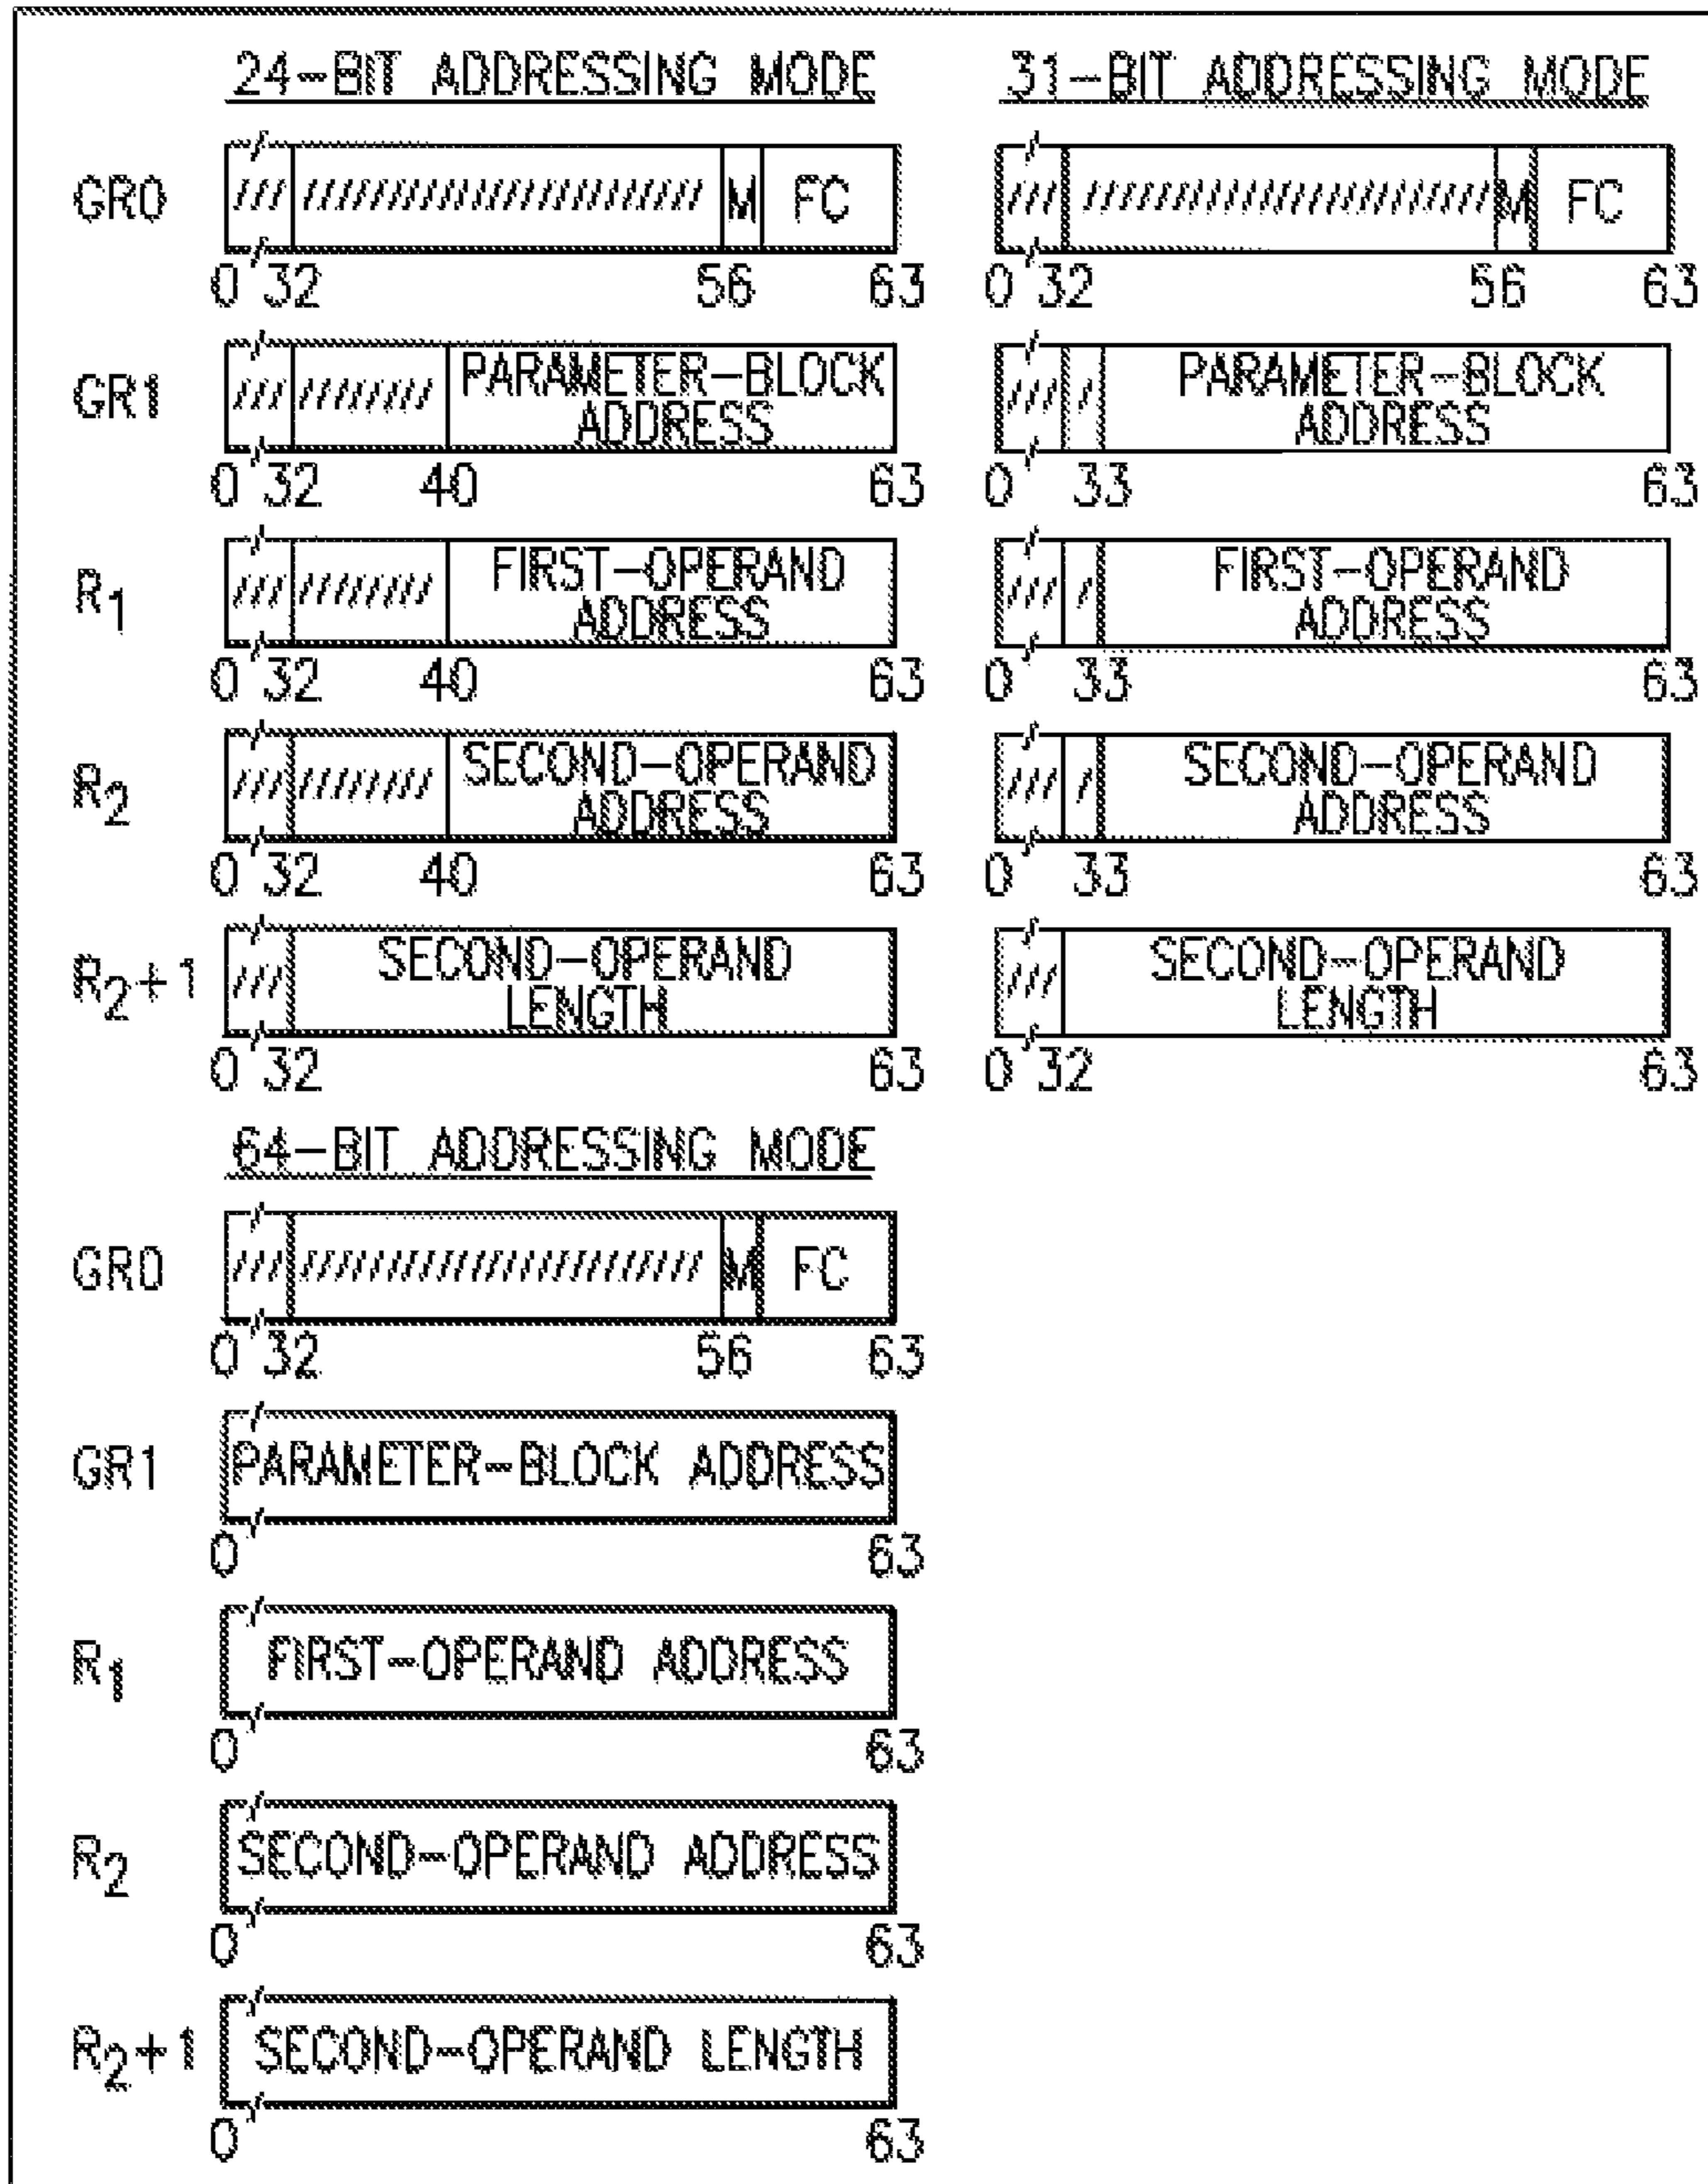 24-BIT ADDRESSING MODE
GR0 /// /////////////////////// M FC
0 32 56 63
GR1 /// //////// PARAMETER-BLOCK
ADDRESS
0 32 40 63
R1 /// //////// FIRST-OPERAND
ADDRESS
0 32 40 63
R2 /// //////// SECOND-OPERAND
ADDRESS
0 32 40 63
R2+1 /// SECOND-OPERAND
LENGTH
0 32 63
31-BIT ADDRESSING MODE
/// /////////////////////// M FC
0 32 56 63
/// / PARAMETER-BLOCK
ADDRESS
0 33 63
/// / FIRST-OPERAND
ADDRESS
0 33 63
/// / SECOND-OPERAND
ADDRESS
0 33 63
/// SECOND-OPERAND
LENGTH
0 32 63
64-BIT ADDRESSING MODE
GR0 /// /////////////////////// M FC
0 32 56 63
GR1 PARAMETER-BLOCK ADDRESS
0 63
R1 FIRST-OPERAND ADDRESS
0 63
R2 SECOND-OPERAND ADDRESS
0 63
R2+1 SECOND-OPERAND LENGTH
0 63